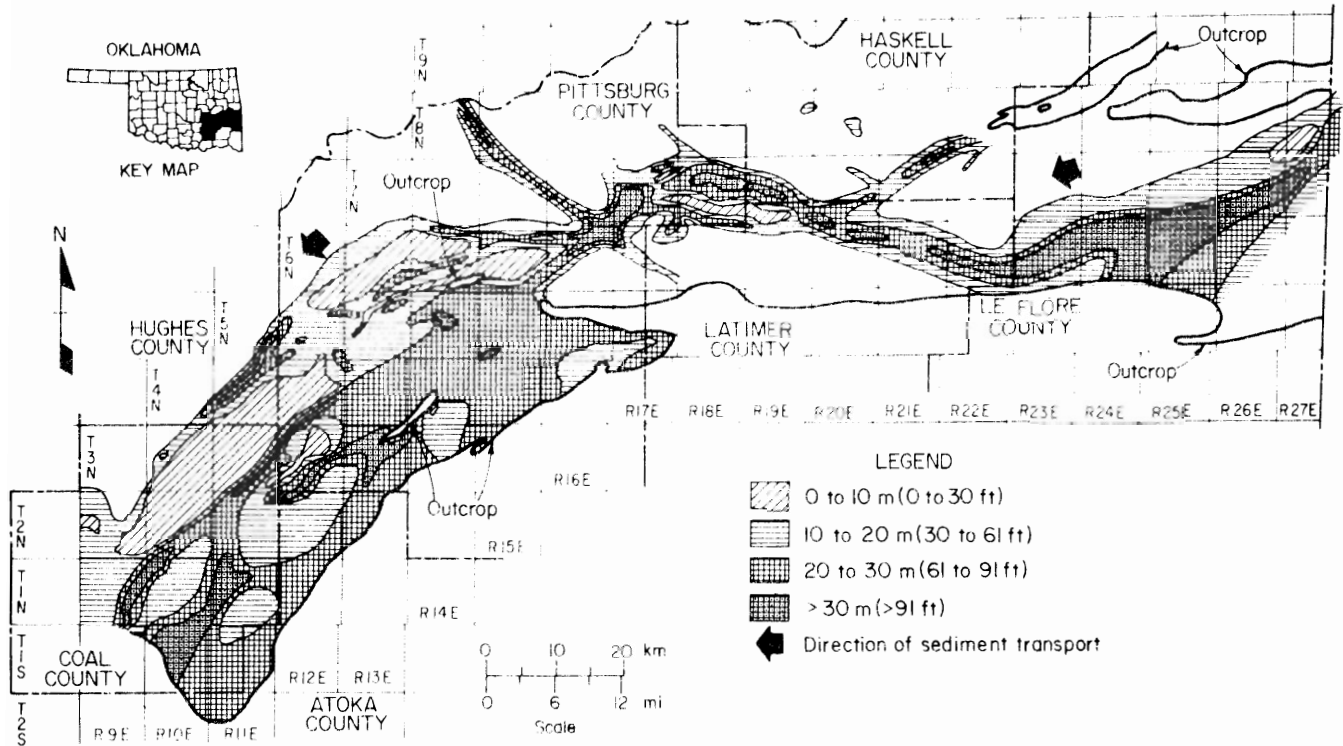 OKLAHOMA
KEY MAP
T9N
T8N
T7N
T6N
T5N
T4N
T3N
T2N
T1N
T1S
T2S
N
HASKELL
COUNTY
Outcrop
PITTSBURG
COUNTY
Outcrop
HUGHES
COUNTY
LATIMER
COUNTY
LE FLORE
COUNTY
Outcrop
R17E R18E R19E R20E R21E R22E R23E R24E R25E R26E R27E
R16E
Outcrop
R15E
R14E
R12E R13E
R9E R10E R11E
COAL
COUNTY
ATOKA
COUNTY
0 10 20 km
0 6 12 mi
Scale
LEGEND
0 to 10 m (0 to 30 ft)
10 to 20 m (30 to 61 ft)
20 to 30 m (61 to 91 ft)
> 30 m (>91 ft)
Direction of sediment transport